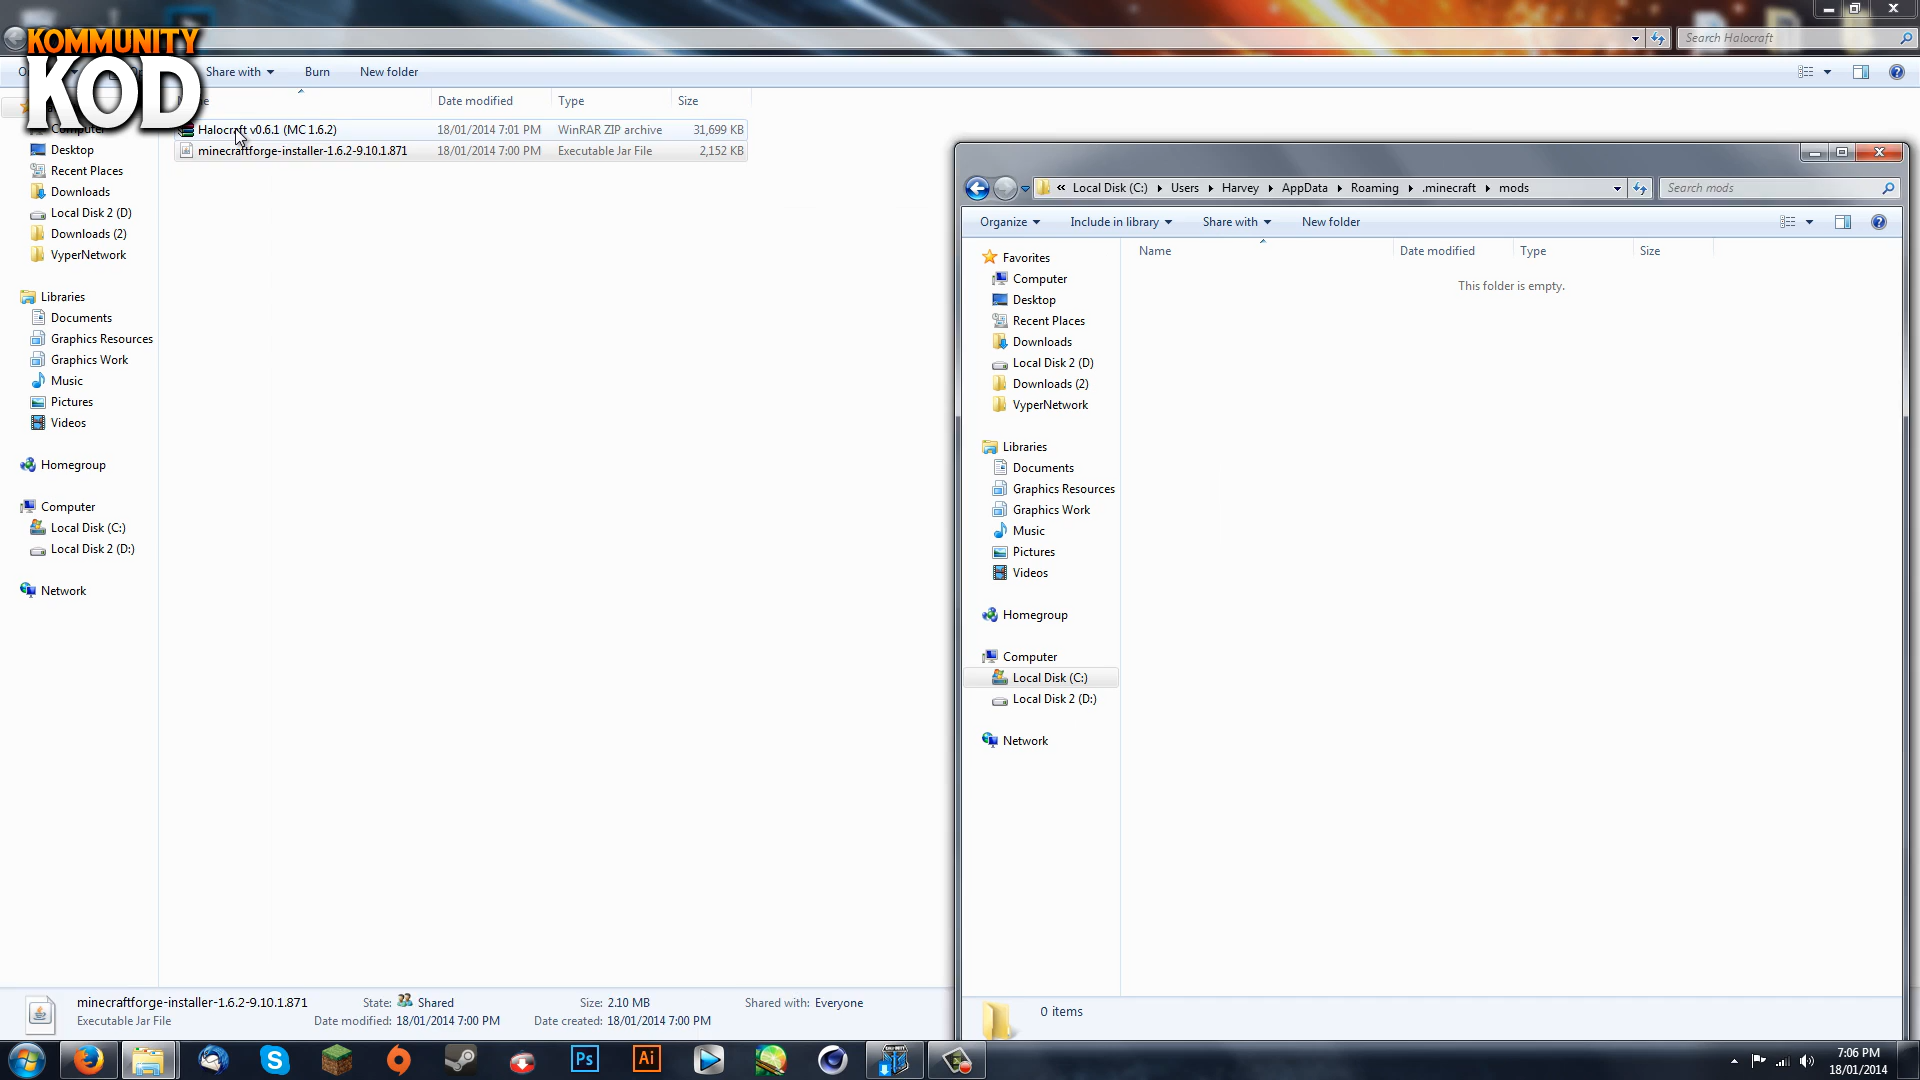 KOMMUNITY
KOD
Search Halocraft
Share with
Burn
New folder
Date modified
Type
Size
Halocraft v0.6.1 (MC 1.6.2)
18/01/2014 7:01 PM
WinRAR ZIP archive
31,699 KB
minecraftforge-installer-1.6.2-9.10.1.871
18/01/2014 7:00 PM
Executable Jar File
2,152 KB
Computer
Desktop
Recent Places
Downloads
Local Disk 2 (D)
Downloads (2)
VyperNetwork
Libraries
Documents
Graphics Resources
Graphics Work
Music
Pictures
Videos
Homegroup
Computer
Local Disk (C:)
Local Disk 2 (D:)
Network
« Local Disk (C:) Users Harvey AppData Roaming .minecraft mods
Search mods
Organize
Include in library
Share with
New folder
Name
Date modified
Type
Size
This folder is empty.
Favorites
Computer
Desktop
Recent Places
Downloads
Local Disk 2 (D)
Downloads (2)
VyperNetwork
Libraries
Documents
Graphics Resources
Graphics Work
Music
Pictures
Videos
Homegroup
Computer
Local Disk (C:)
Local Disk 2 (D:)
Network
0 items
minecraftforge-installer-1.6.2-9.10.1.871
State: Shared
Size: 2.10 MB
Shared with: Everyone
Executable Jar File
Date modified: 18/01/2014 7:00 PM
Date created: 18/01/2014 7:00 PM
Ps
Ai
7:06 PM
18/01/2014